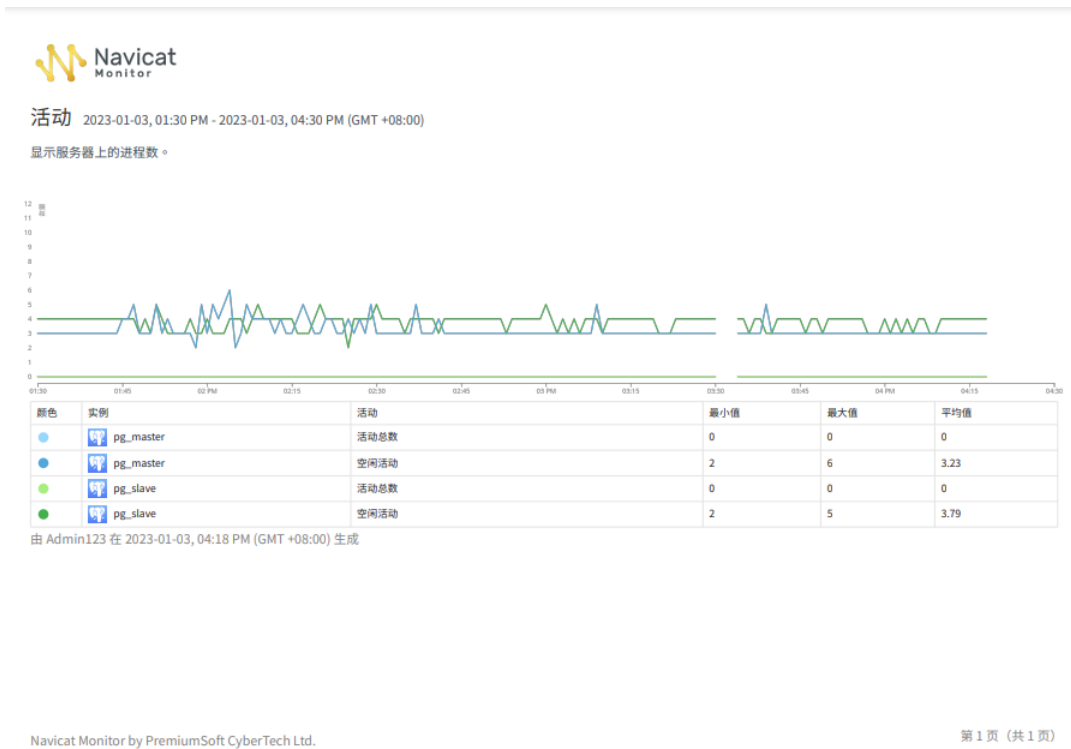 Navicat
Monitor
活动 2023-01-03, 01:30 PM - 2023-01-03, 04:30 PM (GMT +08:00)
显示服务器上的进程数。
12
11
10
9
8
7
6
5
4
3
2
1
0
01:30 01:45 02 PM 02:15 02:30 02:45 03 PM 03:15 03:30 03:45 04 PM 04:15 04:30
颜色 实例 活动 最小值 最大值 平均值
pg_master 活动总数 0 0 0
pg_master 空闲活动 2 6 3.23
pg_slave 活动总数 0 0 0
pg_slave 空闲活动 2 5 3.79
由 Admin123 在 2023-01-03, 04:18 PM (GMT +08:00) 生成
Navicat Monitor by PremiumSoft CyberTech Ltd.
第 1 页（共 1 页）